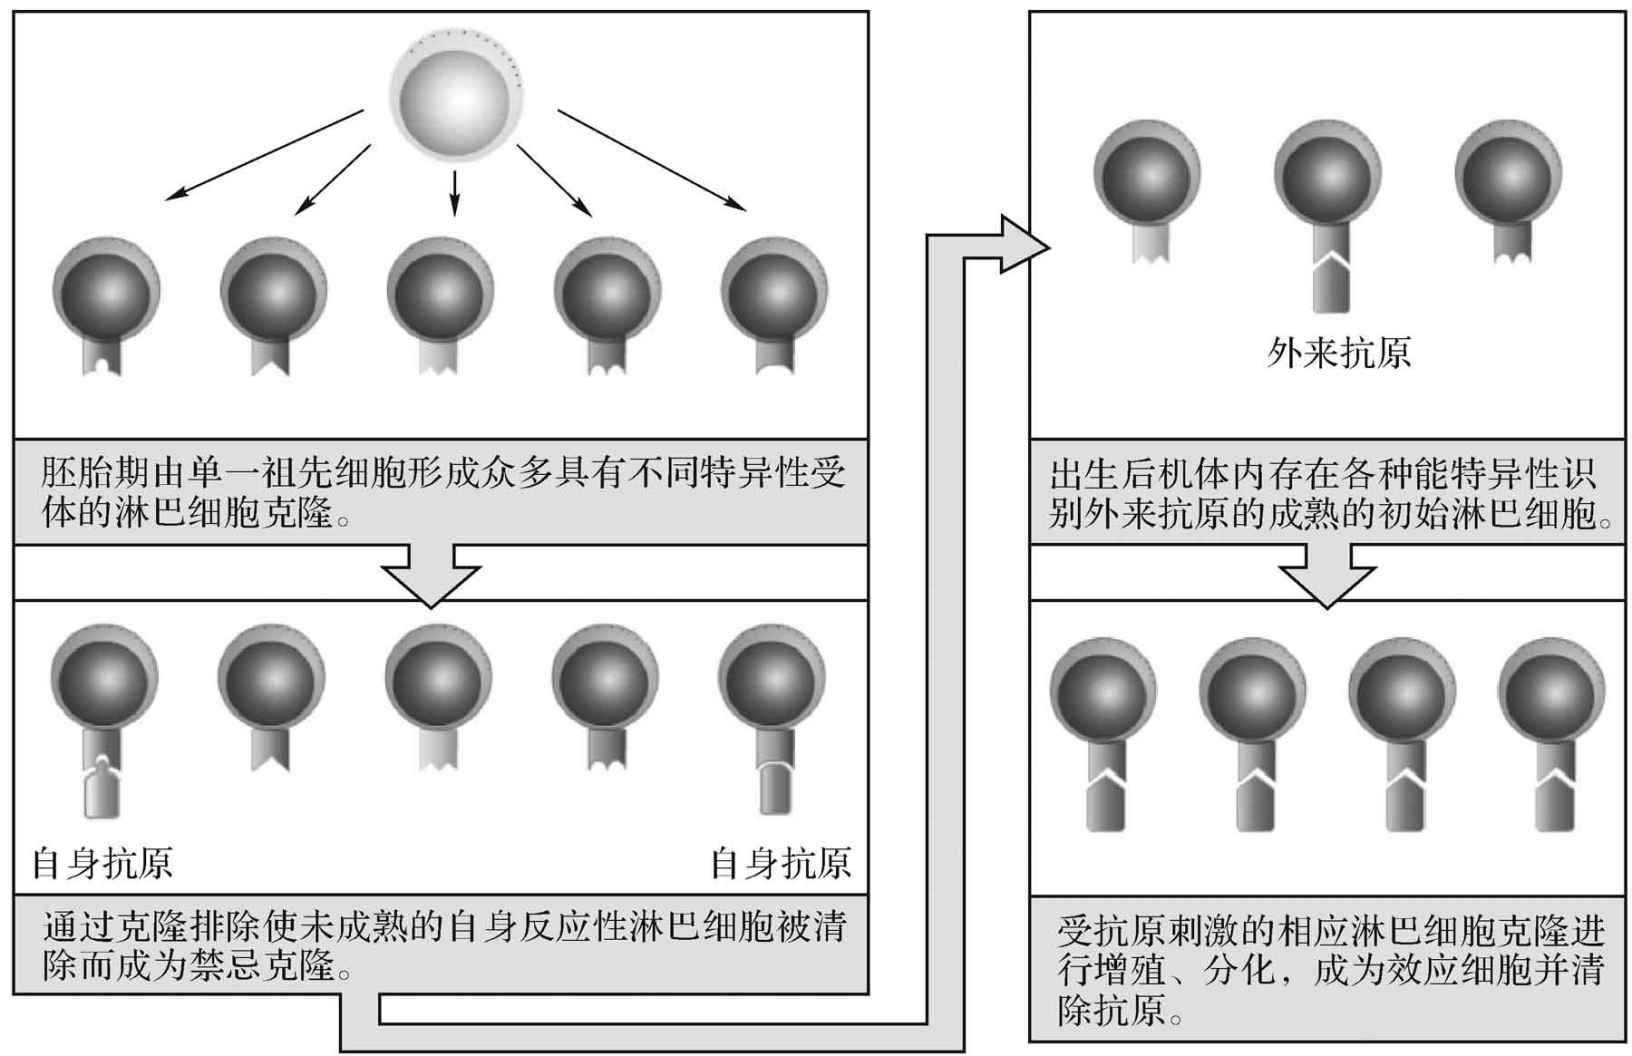 胚胎期由单一祖先细胞形成众多具有不同特异性受
体的淋巴细胞克隆。
自身抗原
自身抗原
通过克隆排除使未成熟的自身反应性淋巴细胞被清
除而成为禁忌克隆。
外来抗原
出生后机体内存在各种能特异性识
别外来抗原的成熟的初始淋巴细胞。
受抗原刺激的相应淋巴细胞克隆进
行增殖、分化，成为效应细胞并清
除抗原。